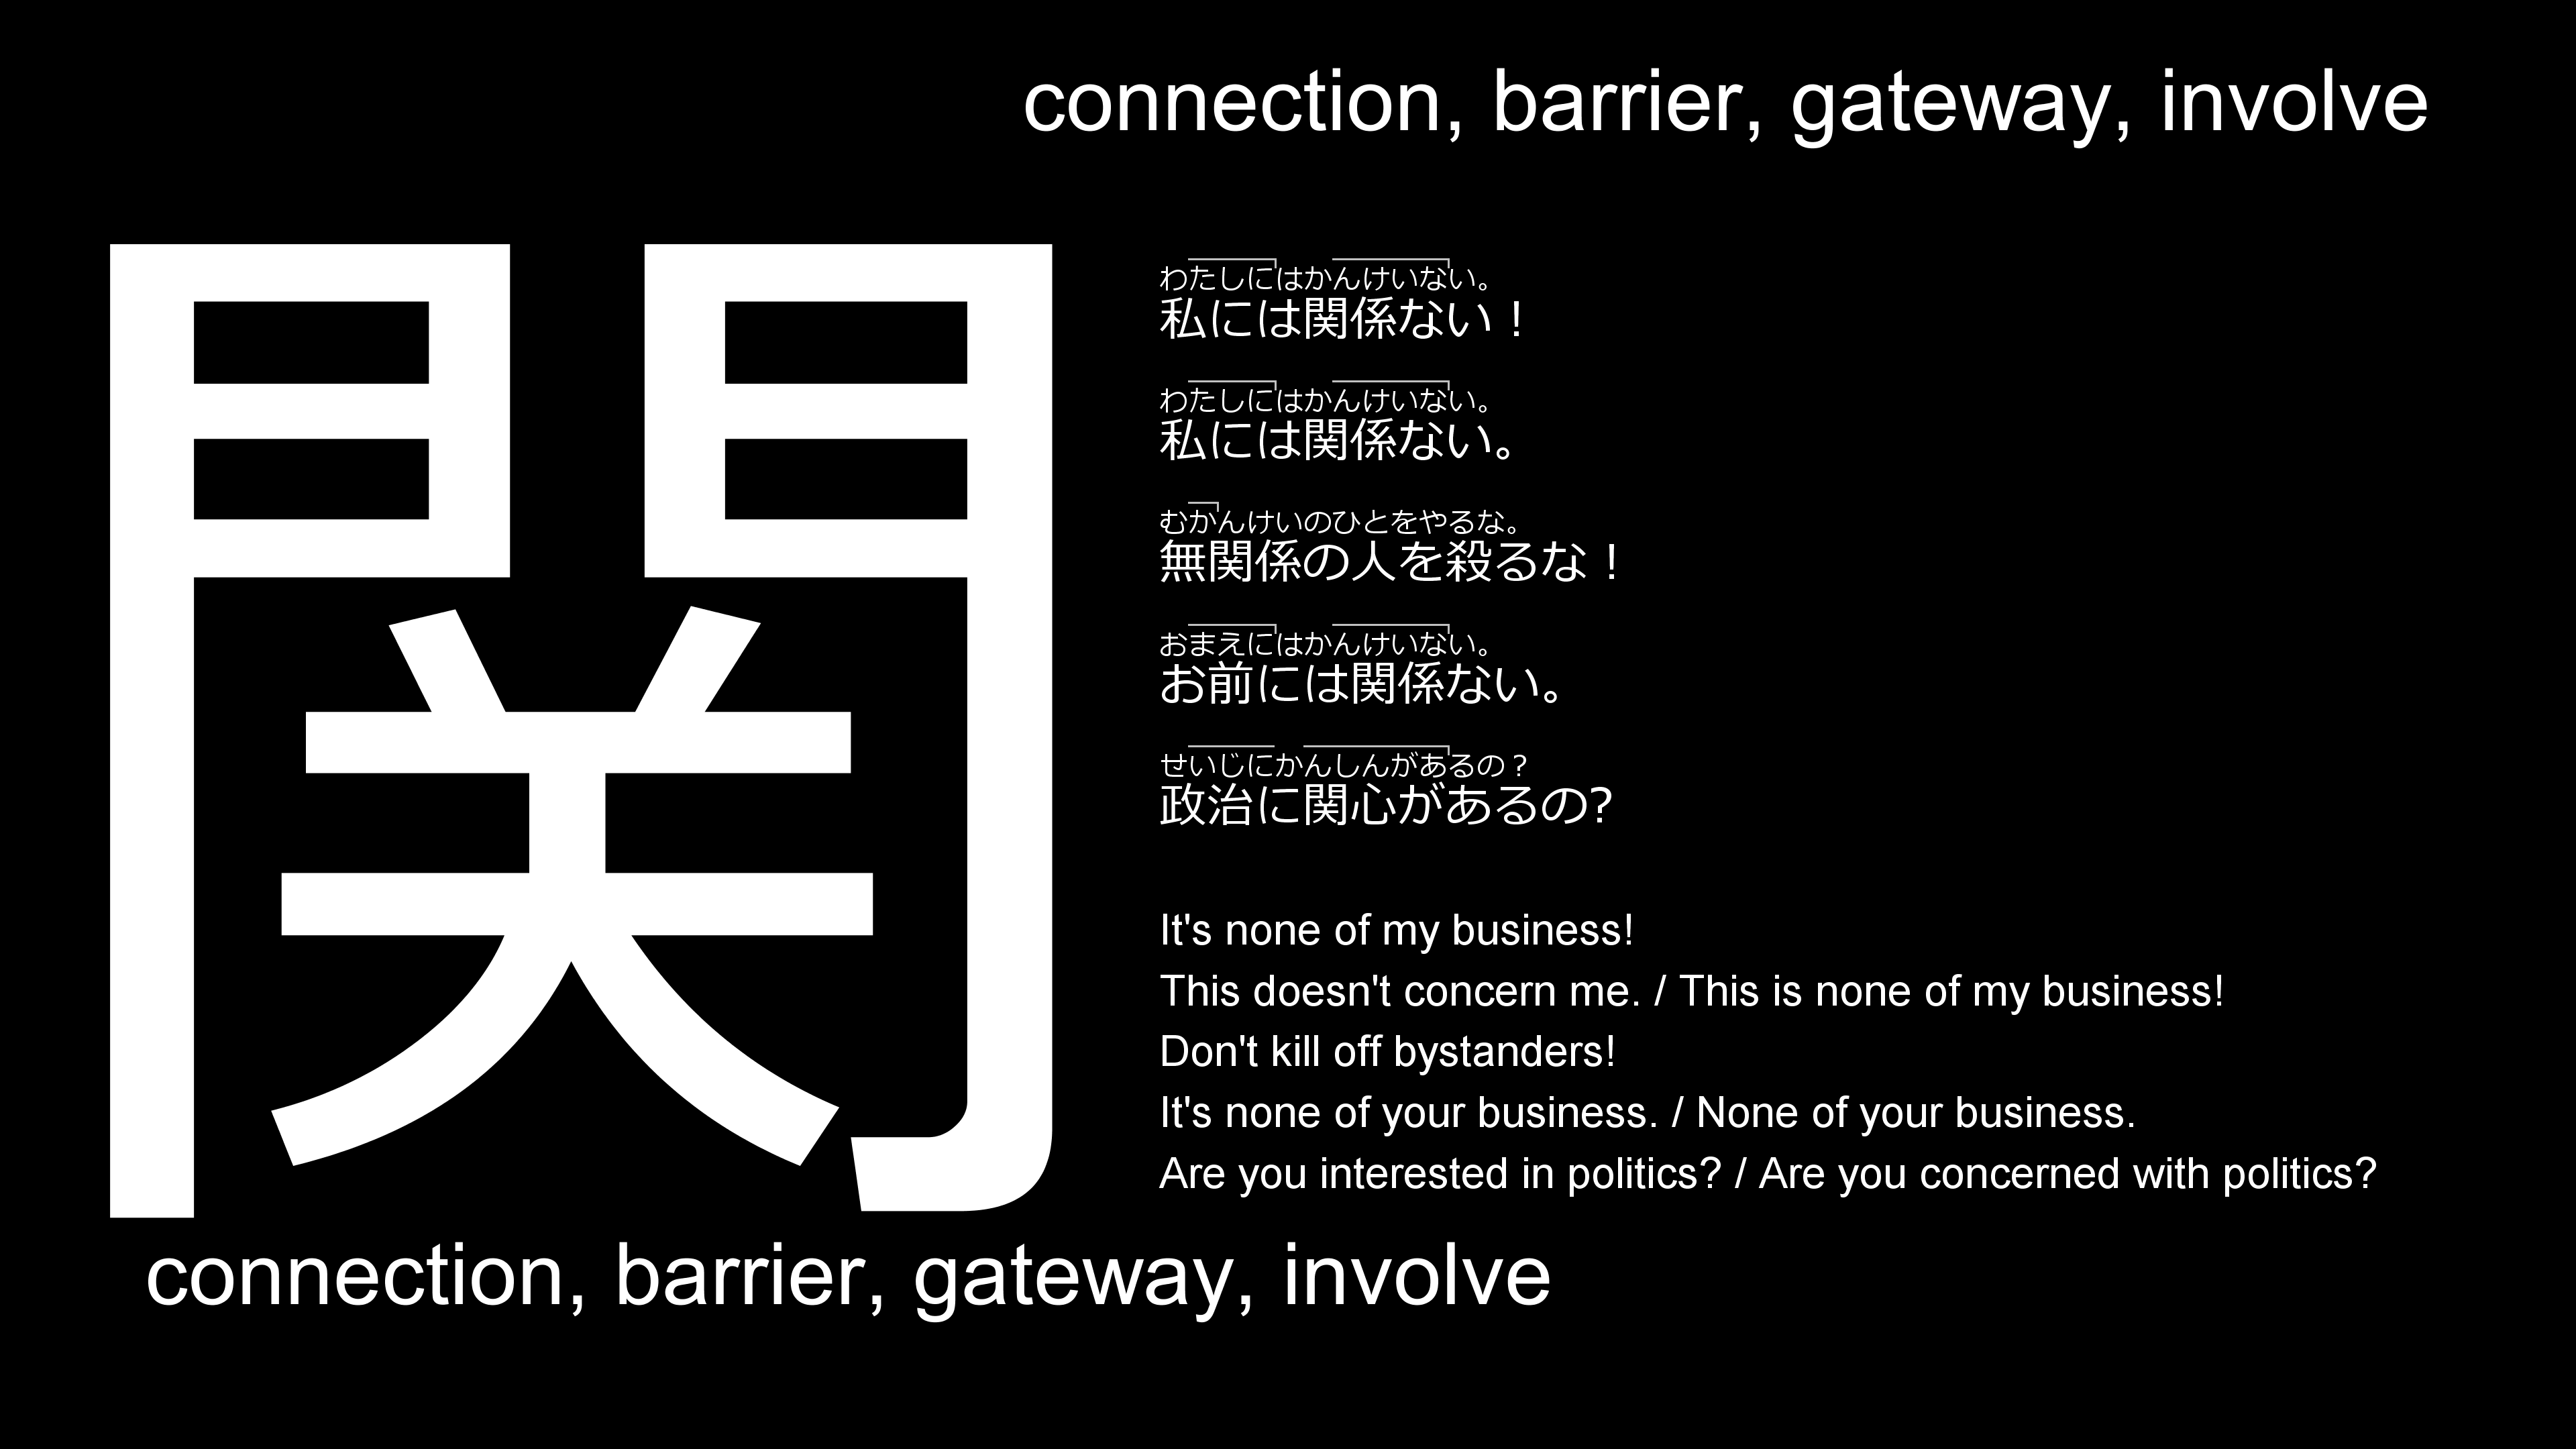 connection, barrier, gateway, involve
関
わたしにはかんけいない。
私には関係ない！
わたしにはかんけいない。
私には関係ない。
むかんけいのひとをやるな。
無関係の人を殺るな！
おまえにはかんけいない。
お前には関係ない。
せいじにかんしんがあるの？
政治に関心があるの?
It's none of my business!
This doesn't concern me. / This is none of my business!
Don't kill off bystanders!
It's none of your business. / None of your business.
Are you interested in politics? / Are you concerned with politics?
connection, barrier, gateway, involve